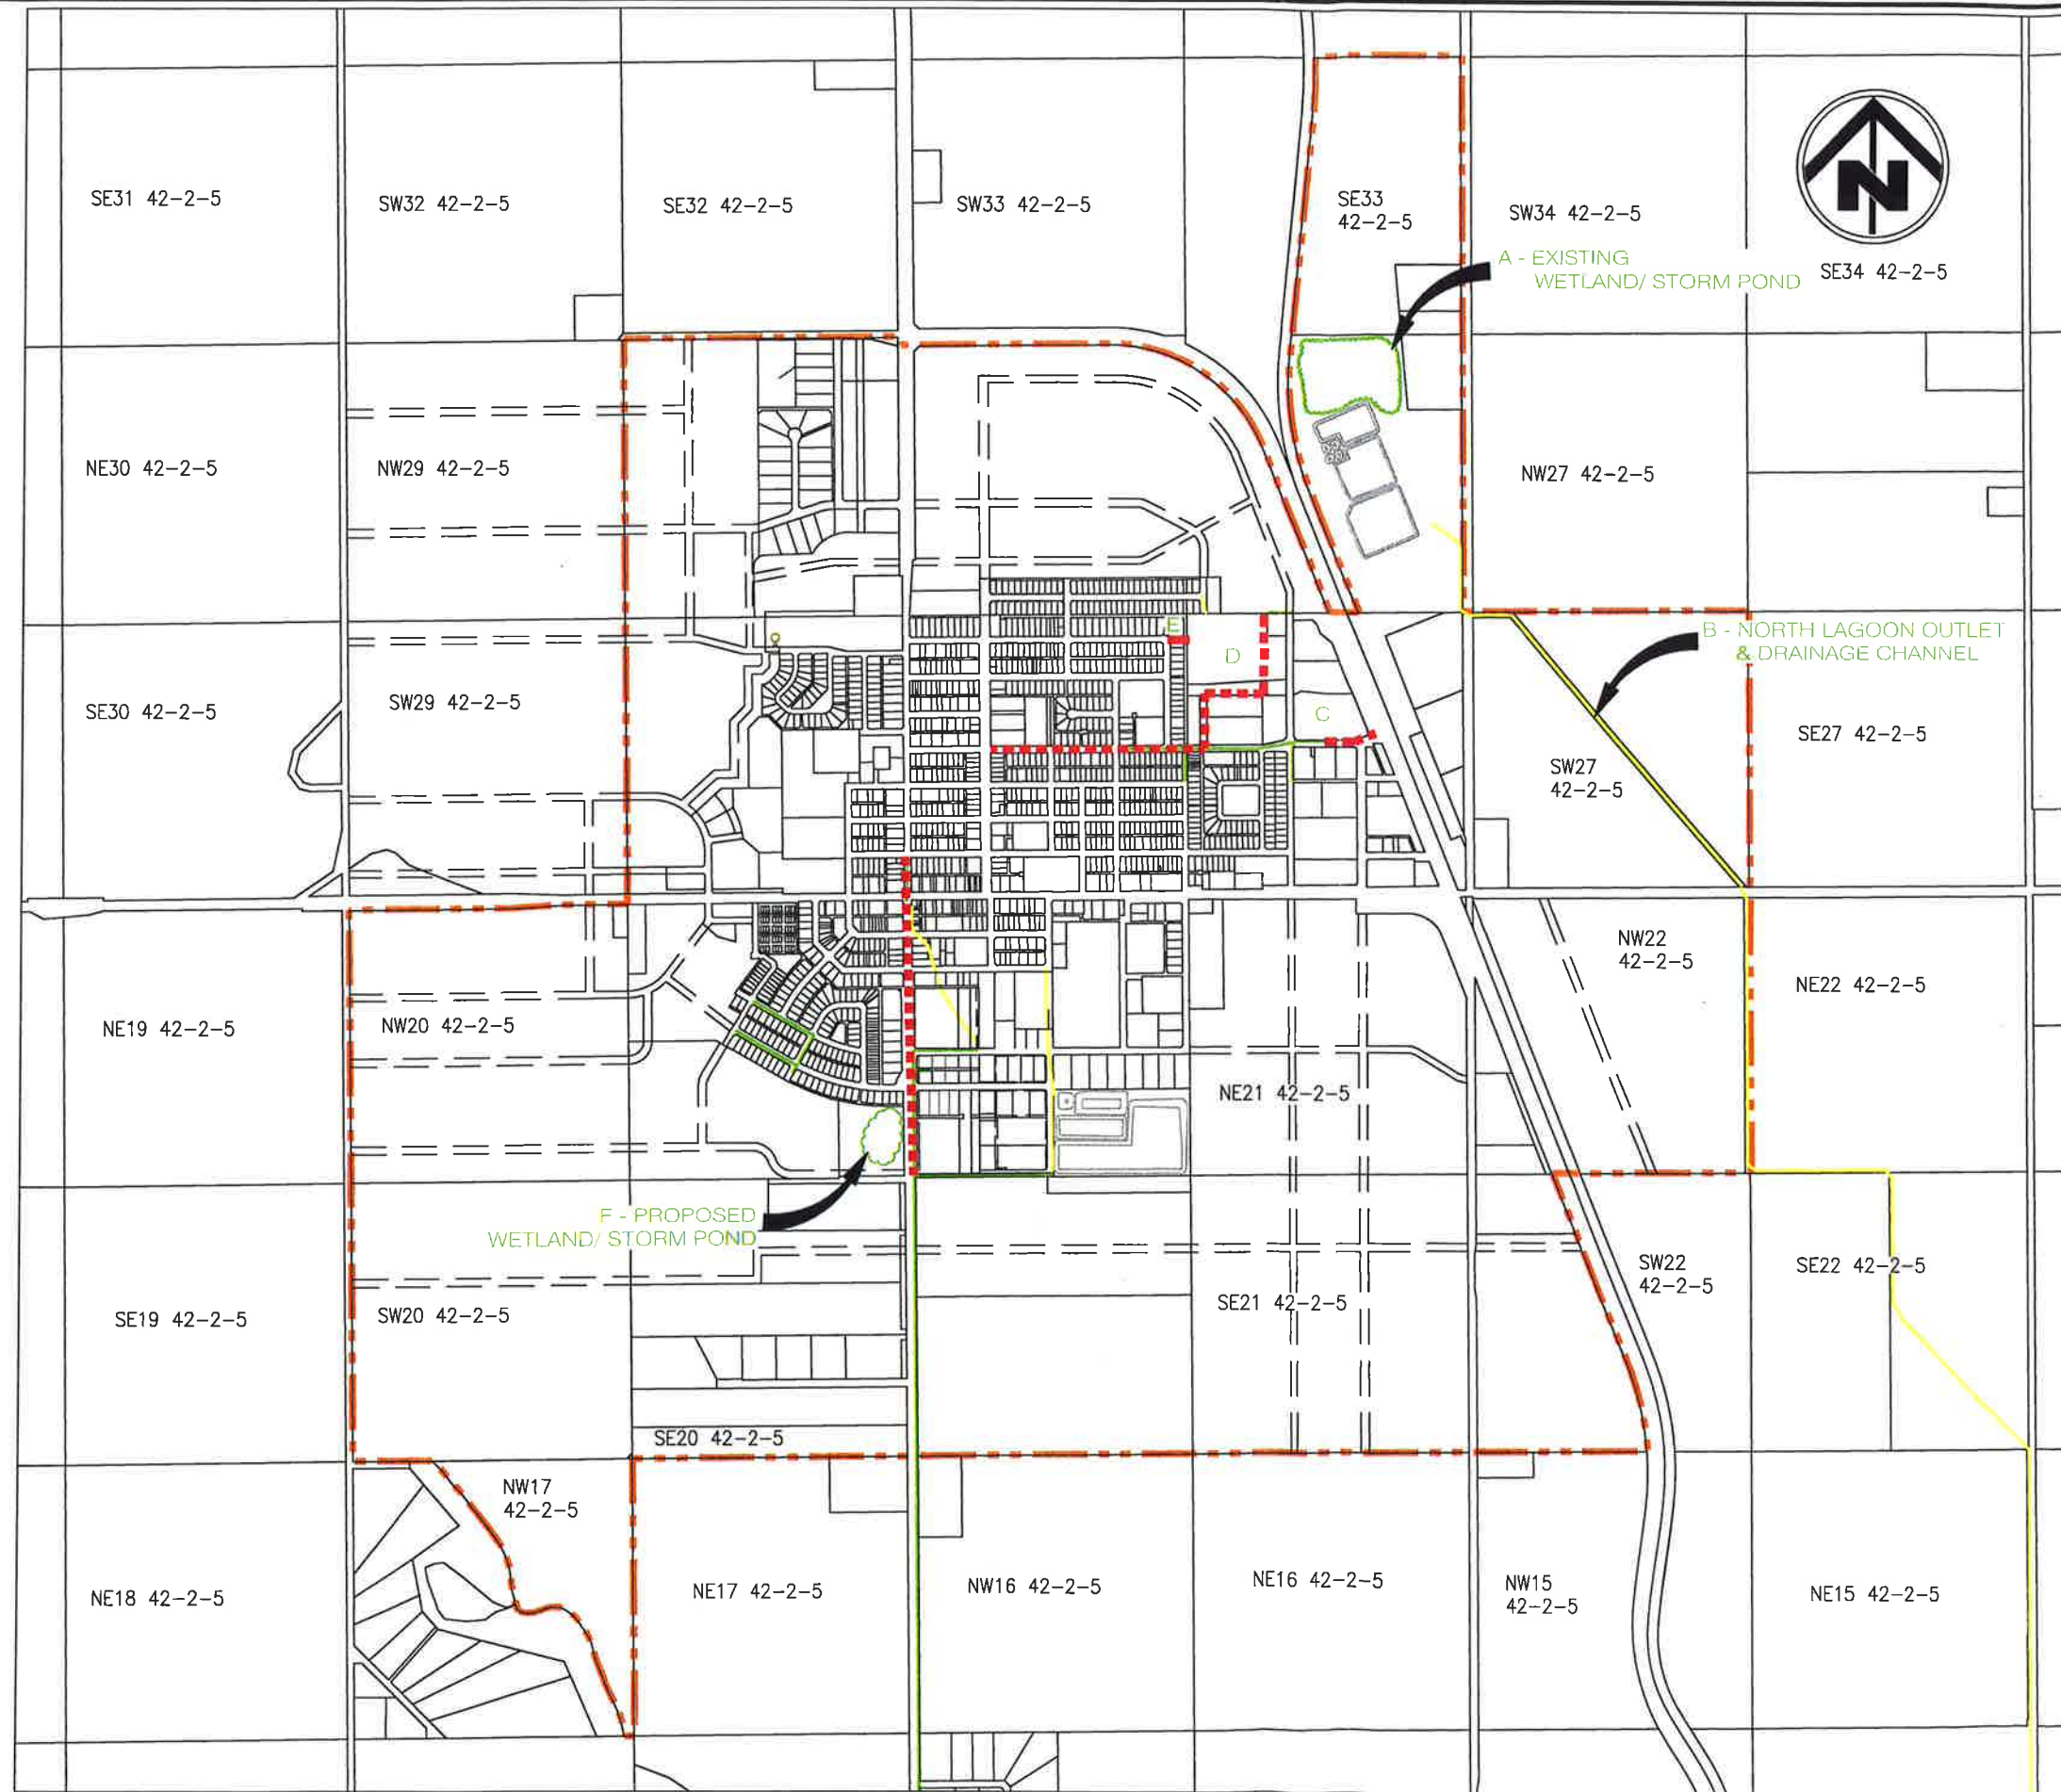 SE31 42-2-5
SW32 42-2-5
SE32 42-2-5
SW33 42-2-5
SE33
42-2-5
SW34 42-2-5
N
SE34 42-2-5
A - EXISTING
WETLAND/ STORM POND
NE30 42-2-5
NW29 42-2-5
NW27 42-2-5
E
D
C
B - NORTH LAGOON OUTLET
& DRAINAGE CHANNEL
SE30 42-2-5
SW29 42-2-5
SW27
42-2-5
SE27 42-2-5
NE19 42-2-5
NW20 42-2-5
NE21 42-2-5
NW22
42-2-5
NE22 42-2-5
F - PROPOSED
WETLAND/ STORM POND
SE19 42-2-5
SW20 42-2-5
SE20 42-2-5
SE21 42-2-5
SW22
42-2-5
SE22 42-2-5
NE18 42-2-5
NW17
42-2-5
NE17 42-2-5
NW16 42-2-5
NE16 42-2-5
NW15
42-2-5
NE15 42-2-5